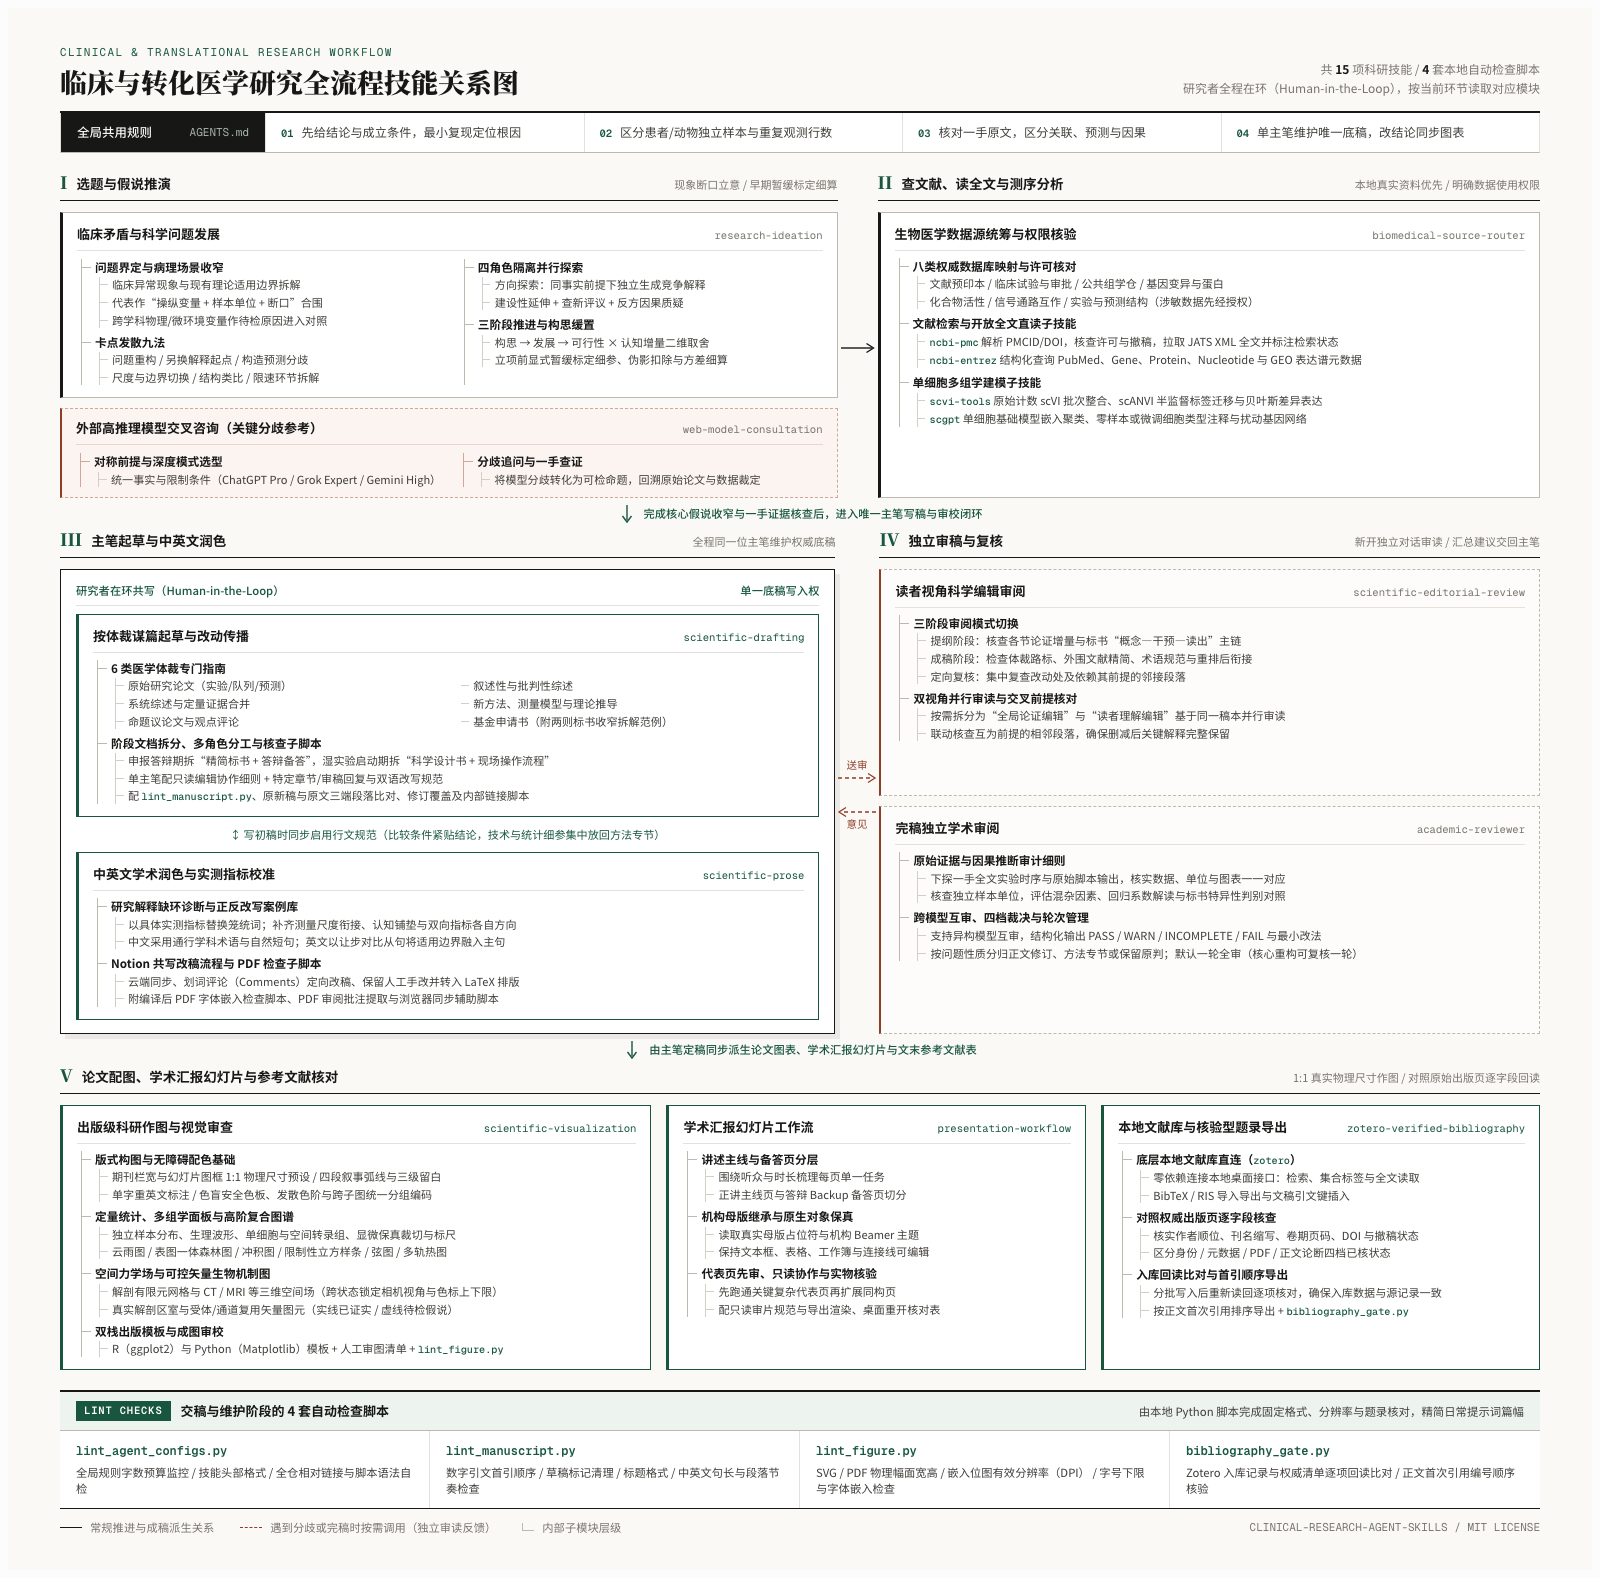 CLINICAL & TRANSLATIONAL RESEARCH WORKFLOW
临床与转化医学研究全流程技能关系图
共 15 项科研技能 / 4 套本地自动检查脚本
研究者全程在环（Human-in-the-Loop），按当前环节读取对应模块
全局共用规则 AGENTS.md
01 先给结论与成立条件，最小复现定位根因
02 区分患者/动物独立样本与重复观测行数
03 核对一手原文，区分关联、预测与因果
04 单主笔维护唯一底稿，改结论同步图表
I 选题与假说推演
现象断口立意 / 早期暂缓标定细算
临床矛盾与科学问题发展
research-ideation
问题界定与病理场景收窄
临床异常现象与现有理论适用边界拆解
代表作“操纵变量 + 样本单位 + 断口”合围
跨学科物理/微环境变量作待检原因进入对照
卡点发散九法
问题重构 / 另换解释起点 / 构造预测分歧
尺度与边界切换 / 结构类比 / 限速环节拆解
四角色隔离并行探索
方向探索：同事实前提下独立生成竞争解释
建设性延伸 + 查新评议 + 反方因果质疑
三阶段推进与构思缓置
构思 → 发展 → 可行性 × 认知增量二维取舍
立项前显式暂缓标定细参、伪影扣除与方差细算
外部高推理模型交叉咨询（关键分歧参考）
web-model-consultation
对称前提与深度模式选型
统一事实与限制条件（ChatGPT Pro / Grok Expert / Gemini High）
分歧追问与一手查证
将模型分歧转化为可检命题，回溯原始论文与数据裁定
II 查文献、读全文与测序分析
本地真实资料优先 / 明确数据使用权限
生物医学数据源统筹与权限核验
biomedical-source-router
八类权威数据库映射与许可核对
文献预印本 / 临床试验与审批 / 公共组学仓 / 基因变异与蛋白
化合物活性 / 信号通路互作 / 实验与预测结构（涉敏数据先经授权）
文献检索与开放全文直读子技能
ncbi-pmc 解析 PMCID/DOI，核查许可与撤稿，拉取 JATS XML 全文并标注检索状态
ncbi-entrez 结构化查询 PubMed、Gene、Protein、Nucleotide 与 GEO 表达谱元数据
单细胞多组学建模子技能
scvi-tools 原始计数 scVI 批次整合、scANVI 半监督标签迁移与贝叶斯差异表达
scgpt 单细胞基础模型嵌入聚类、零样本或微调细胞类型注释与扰动基因网络
↓ 完成核心假说收窄与一手证据核查后，进入唯一主笔写稿与审校闭环
III 主笔起草与中英文润色
全程同一位主笔维护权威底稿
研究者在环共写（Human-in-the-Loop）
单一底稿写入权
按体裁谋篇起草与改动传播
scientific-drafting
6 类医学体裁专门指南
原始研究论文（实验/队列/预测）
叙述性与批判性综述
系统综述与定量证据合并
新方法、测量模型与理论推导
命题议论文与观点评论
基金申请书（附两则标书收窄拆解范例）
阶段文档拆分、多角色分工与核查子脚本
申报答辩期拆“精简标书 + 答辩备答”，湿实验启动期拆“科学设计书 + 现场操作流程”
单主笔配只读编辑协作细则 + 特定章节/审稿回复与双语改写规范
配 lint_manuscript.py、原新稿与原文三端段落比对、修订覆盖及内部链接脚本
↕ 写初稿时同步启用行文规范（比较条件紧贴结论，技术与统计细参集中放回方法专节）
中英文学术润色与实测指标校准
scientific-prose
研究解释缺环诊断与正反改写案例库
以具体实测指标替换笼统词；补齐测量尺度衔接、认知铺垫与双向指标各自方向
中文采用通行学科术语与自然短句；英文以让步对比从句将适用边界融入主句
Notion 共写改稿流程与 PDF 检查子脚本
云端同步、划词评论（Comments）定向改稿、保留人工手改并转入 LaTeX 排版
附编译后 PDF 字体嵌入检查脚本、PDF 审阅批注提取与浏览器同步辅助脚本
送审
意见
IV 独立审稿与复核
新开独立对话审读 / 汇总建议交回主笔
读者视角科学编辑审阅
scientific-editorial-review
三阶段审阅模式切换
提纲阶段：核查各节论证增量与标书“概念—干预—读出”主链
成稿阶段：检查体裁路标、外围文献精简、术语规范与重排后衔接
定向复核：集中复查改动处及依赖其前提的邻接段落
双视角并行审读与交叉前提核对
按需拆分为“全局论证编辑”与“读者理解编辑”基于同一稿本并行审读
联动核查互为前提的相邻段落，确保删减后关键解释完整保留
完稿独立学术审阅
academic-reviewer
原始证据与因果推断审计细则
下探一手全文实验时序与原始脚本输出，核实数据、单位与图表一一对应
核查独立样本单位，评估混杂因素、回归系数解读与标书特异性判别对照
跨模型互审、四档裁决与轮次管理
支持异构模型互审，结构化输出 PASS / WARN / INCOMPLETE / FAIL 与最小改法
按问题性质分归正文修订、方法专节或保留原判；默认一轮全审（核心重构可复核一轮）
↓ 由主笔定稿同步派生论文图表、学术汇报幻灯片与文末参考文献表
V 论文配图、学术汇报幻灯片与参考文献核对
1:1 真实物理尺寸作图 / 对照原始出版页逐字段回读
出版级科研作图与视觉审查
scientific-visualization
版式构图与无障碍配色基础
期刊栏宽与幻灯片图框 1:1 物理尺寸预设 / 四段叙事弧线与三级留白
单字重英文标注 / 色盲安全色板、发散色阶与跨子图统一分组编码
定量统计、多组学面板与高阶复合图谱
独立样本分布、生理波形、单细胞与空间转录组、显微保真裁切与标尺
云雨图 / 表图一体森林图 / 冲积图 / 限制性立方样条 / 弦图 / 多轨热图
空间力学场与可控矢量生物机制图
解剖有限元网格与 CT / MRI 等三维空间场（跨状态锁定相机视角与色标上下限）
真实解剖区室与受体/通道复用矢量图元（实线已证实 / 虚线待检假说）
双栈出版模板与成图审校
R（ggplot2）与 Python（Matplotlib）模板 + 人工审图清单 + lint_figure.py
学术汇报幻灯片工作流
presentation-workflow
讲述主线与备答页分层
围绕听众与时长梳理每页单一任务
正讲主线页与答辩 Backup 备答页切分
机构母版继承与原生对象保真
读取真实母版占位符与机构 Beamer 主题
保持文本框、表格、工作簿与连接线可编辑
代表页先审、只读协作与实物核验
先跑通关键复杂代表页再扩展同构页
配只读审片规范与导出渲染、桌面重开核对表
本地文献库与核验型题录导出
zotero-verified-bibliography
底层本地文献库直连（zotero）
零依赖连接本地桌面接口：检索、集合标签与全文读取
BibTeX / RIS 导入导出与文稿引文键插入
对照权威出版页逐字段核查
核实作者顺位、刊名缩写、卷期页码、DOI 与撤稿状态
区分身份 / 元数据 / PDF / 正文论断四档已核状态
入库回读比对与首引顺序导出
分批写入后重新读回逐项核对，确保入库数据与源记录一致
按正文首次引用排序导出 + bibliography_gate.py
LINT CHECKS 交稿与维护阶段的 4 套自动检查脚本
由本地 Python 脚本完成固定格式、分辨率与题录核对，精简日常提示词篇幅
lint_agent_configs.py
全局规则字数预算监控 / 技能头部格式 / 全仓相对链接与脚本语法自
检
lint_manuscript.py
数字引文首引顺序 / 草稿标记清理 / 标题格式 / 中英文句长与段落节
奏检查
lint_figure.py
SVG / PDF 物理幅面宽高 / 嵌入位图有效分辨率（DPI） / 字号下限
与字体嵌入检查
bibliography_gate.py
Zotero 入库记录与权威清单逐项回读比对 / 正文首次引用编号顺序
核验
常规推进与成稿派生关系
遇到分歧或完稿时按需调用（独立审读反馈）
内部子模块层级
CLINICAL-RESEARCH-AGENT-SKILLS / MIT LICENSE